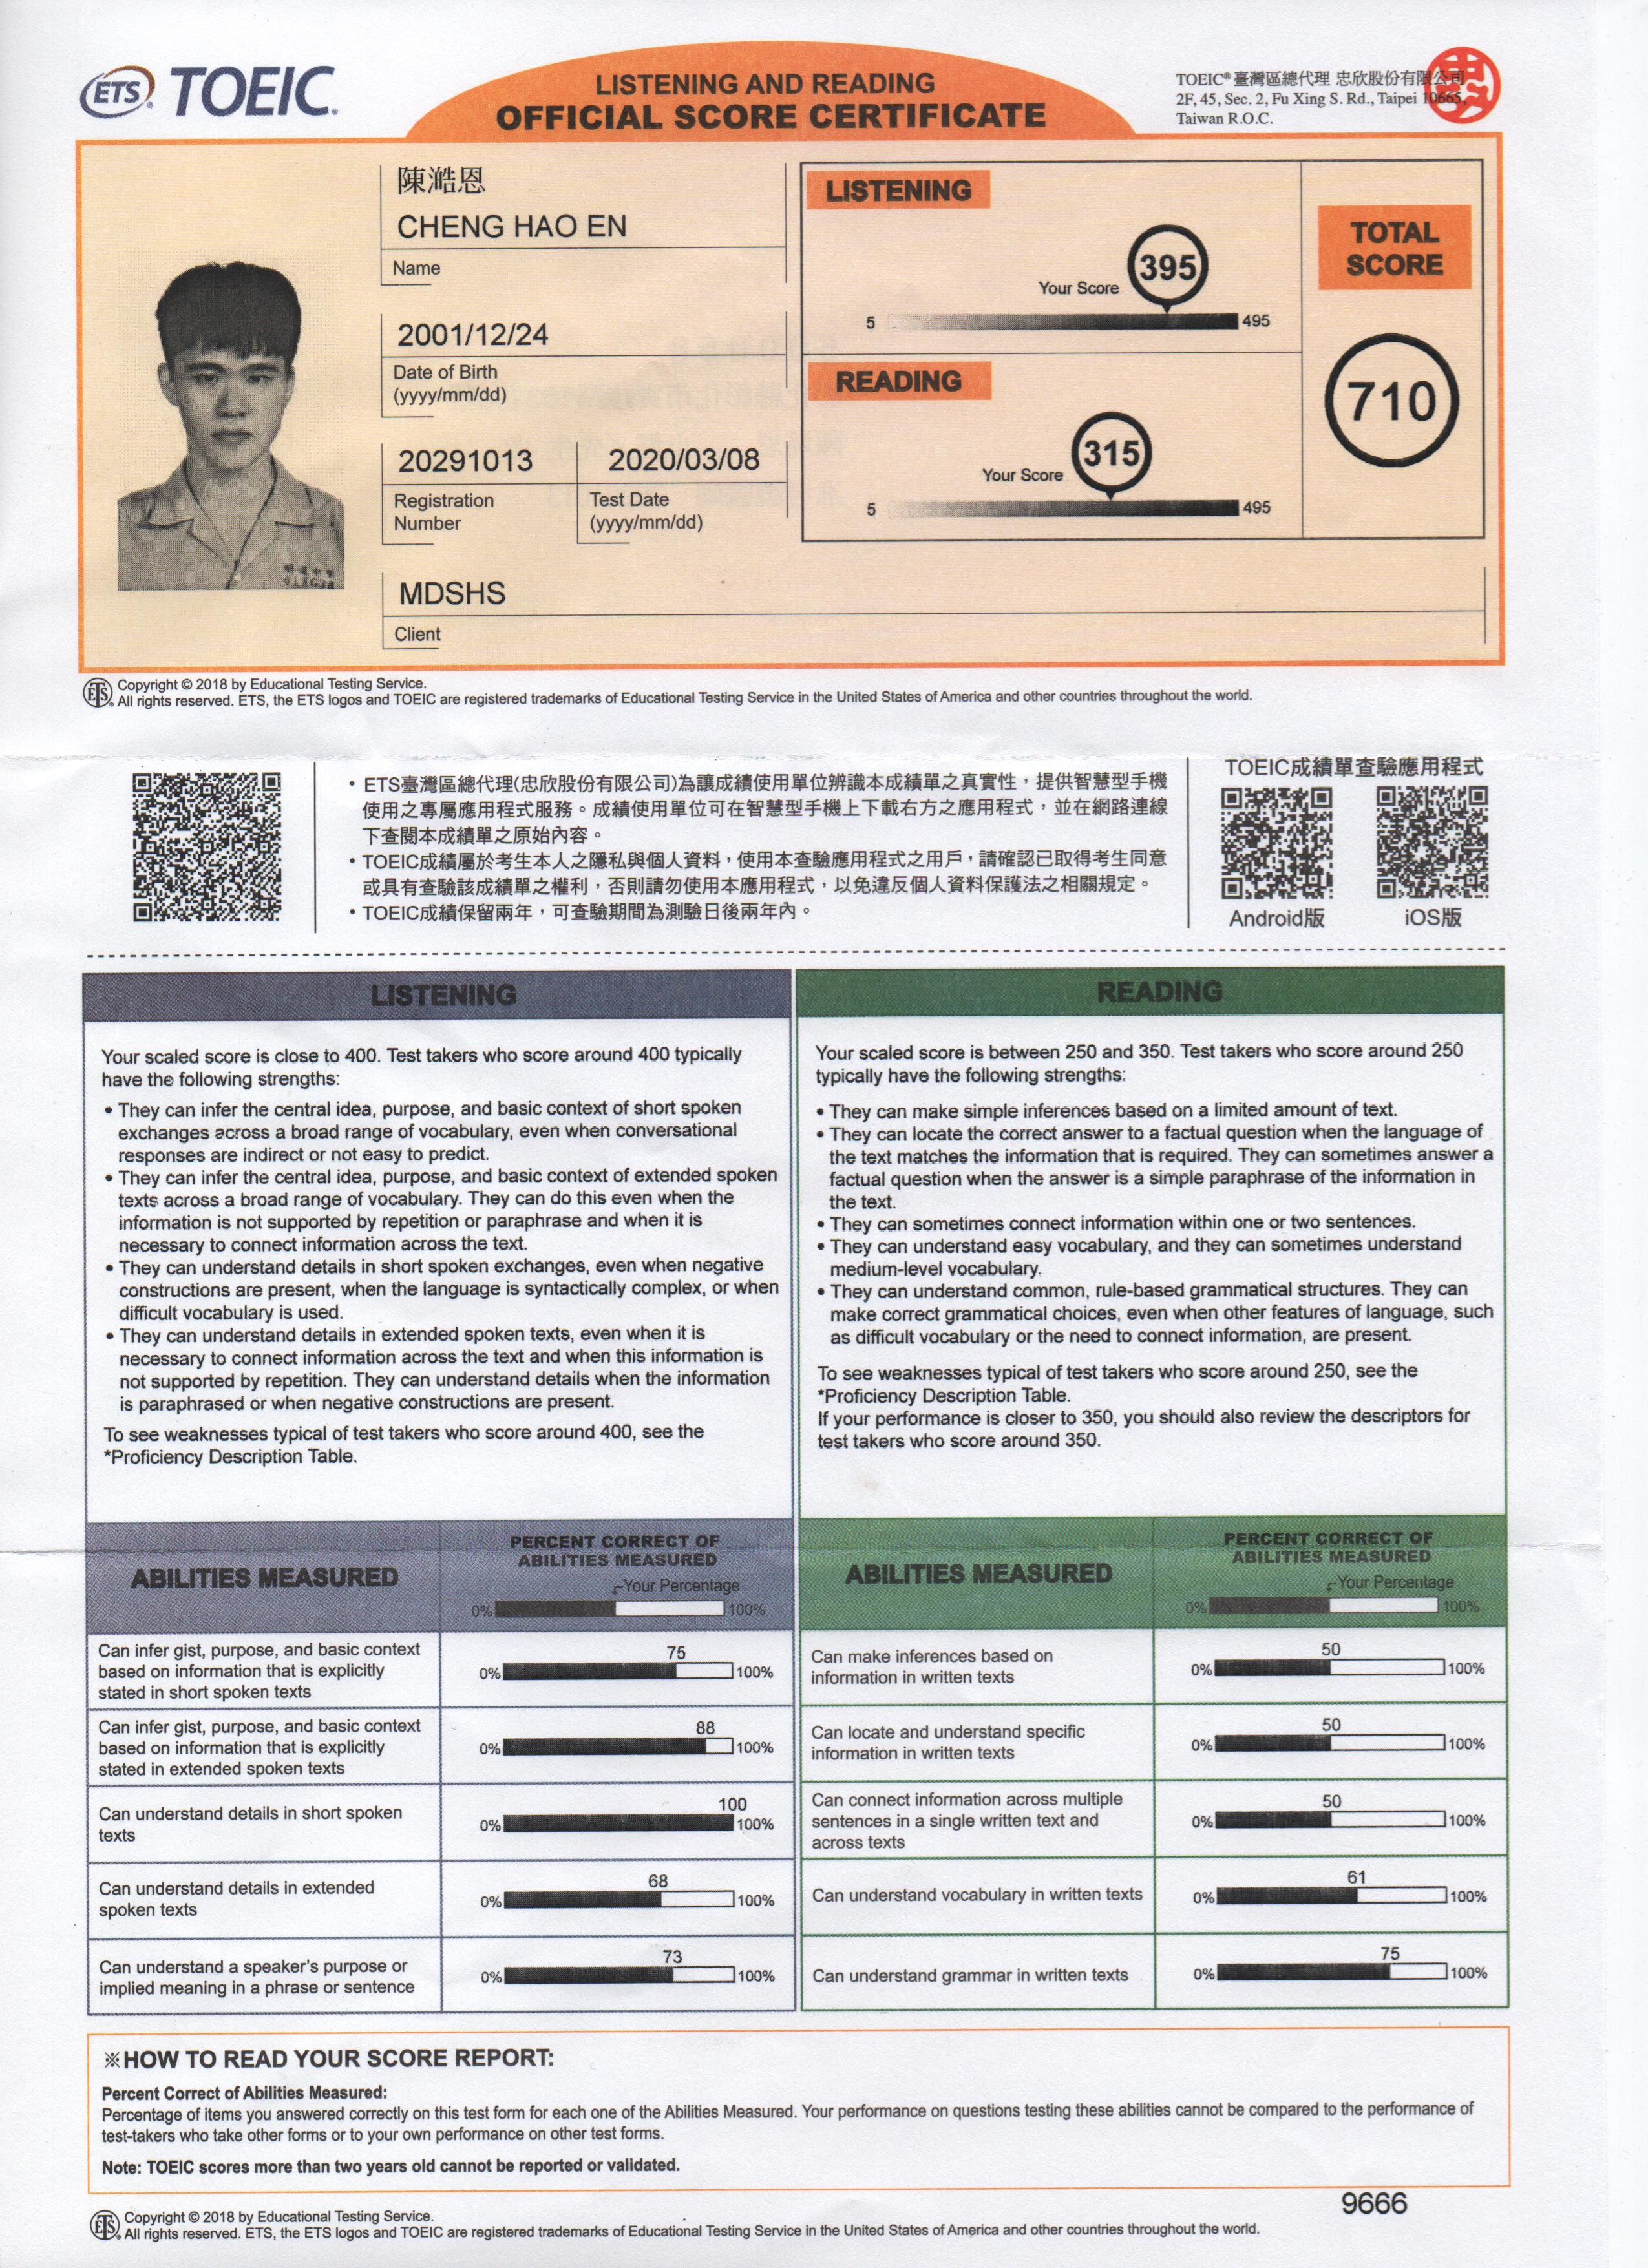 ETS TOEIC
LISTENING AND READING
OFFICIAL SCORE CERTIFICATE
TOEIC® 臺灣區總代理 忠欣股份有限公司
2F, 45, Sec. 2, Fu Xing S. Rd., Taipei 10665,
Taiwan R.O.C.
陳澔恩
CHENG HAO EN
Name
2001/12/24
Date of Birth
(yyyy/mm/dd)
20291013
Registration
Number
2020/03/08
Test Date
(yyyy/mm/dd)
MDSHS
Client
LISTENING
Your Score 395
5 495
READING
Your Score 315
5 495
TOTAL
SCORE
710
ETS Copyright © 2018 by Educational Testing Service.
All rights reserved. ETS, the ETS logos and TOEIC are registered trademarks of Educational Testing Service in the United States of America and other countries throughout the world.
• ETS臺灣區總代理(忠欣股份有限公司)為讓成績使用單位辨識本成績單之真實性，提供智慧型手機
使用之專屬應用程式服務。成績使用單位可在智慧型手機上下載右方之應用程式，並在網路連線
下查閱本成績單之原始內容。
• TOEIC成績屬於考生本人之隱私與個人資料，使用本查驗應用程式之用戶，請確認已取得考生同意
或具有查驗該成績單之權利，否則請勿使用本應用程式，以免違反個人資料保護法之相關規定。
• TOEIC成績保留兩年，可查驗期間為測驗日後兩年內。
TOEIC成績單查驗應用程式
Android版
iOS版
LISTENING
Your scaled score is close to 400. Test takers who score around 400 typically
have the following strengths:
• They can infer the central idea, purpose, and basic context of short spoken
exchanges across a broad range of vocabulary, even when conversational
responses are indirect or not easy to predict.
• They can infer the central idea, purpose, and basic context of extended spoken
texts across a broad range of vocabulary. They can do this even when the
information is not supported by repetition or paraphrase and when it is
necessary to connect information across the text.
• They can understand details in short spoken exchanges, even when negative
constructions are present, when the language is syntactically complex, or when
difficult vocabulary is used.
• They can understand details in extended spoken texts, even when it is
necessary to connect information across the text and when this information is
not supported by repetition. They can understand details when the information
is paraphrased or when negative constructions are present.
To see weaknesses typical of test takers who score around 400, see the
*Proficiency Description Table.
READING
Your scaled score is between 250 and 350. Test takers who score around 250
typically have the following strengths:
• They can make simple inferences based on a limited amount of text.
• They can locate the correct answer to a factual question when the language of
the text matches the information that is required. They can sometimes answer a
factual question when the answer is a simple paraphrase of the information in
the text.
• They can sometimes connect information within one or two sentences.
• They can understand easy vocabulary, and they can sometimes understand
medium-level vocabulary.
• They can understand common, rule-based grammatical structures. They can
make correct grammatical choices, even when other features of language, such
as difficult vocabulary or the need to connect information, are present.
To see weaknesses typical of test takers who score around 250, see the
*Proficiency Description Table.
If your performance is closer to 350, you should also review the descriptors for
test takers who score around 350.
ABILITIES MEASURED
PERCENT CORRECT OF
ABILITIES MEASURED
Your Percentage
0% 100%
Can infer gist, purpose, and basic context
based on information that is explicitly
stated in short spoken texts
75
0% 100%
Can infer gist, purpose, and basic context
based on information that is explicitly
stated in extended spoken texts
88
0% 100%
Can understand details in short spoken
texts
100
0% 100%
Can understand details in extended
spoken texts
68
0% 100%
Can understand a speaker's purpose or
implied meaning in a phrase or sentence
73
0% 100%
ABILITIES MEASURED
PERCENT CORRECT OF
ABILITIES MEASURED
Your Percentage
0% 100%
Can make inferences based on
information in written texts
50
0% 100%
Can locate and understand specific
information in written texts
50
0% 100%
Can connect information across multiple
sentences in a single written text and
across texts
50
0% 100%
Can understand vocabulary in written texts
61
0% 100%
Can understand grammar in written texts
75
0% 100%
※HOW TO READ YOUR SCORE REPORT:
Percent Correct of Abilities Measured:
Percentage of items you answered correctly on this test form for each one of the Abilities Measured. Your performance on questions testing these abilities cannot be compared to the performance of
test-takers who take other forms or to your own performance on other test forms.
Note: TOEIC scores more than two years old cannot be reported or validated.
9666
ETS Copyright © 2018 by Educational Testing Service.
All rights reserved. ETS, the ETS logos and TOEIC are registered trademarks of Educational Testing Service in the United States of America and other countries throughout the world.